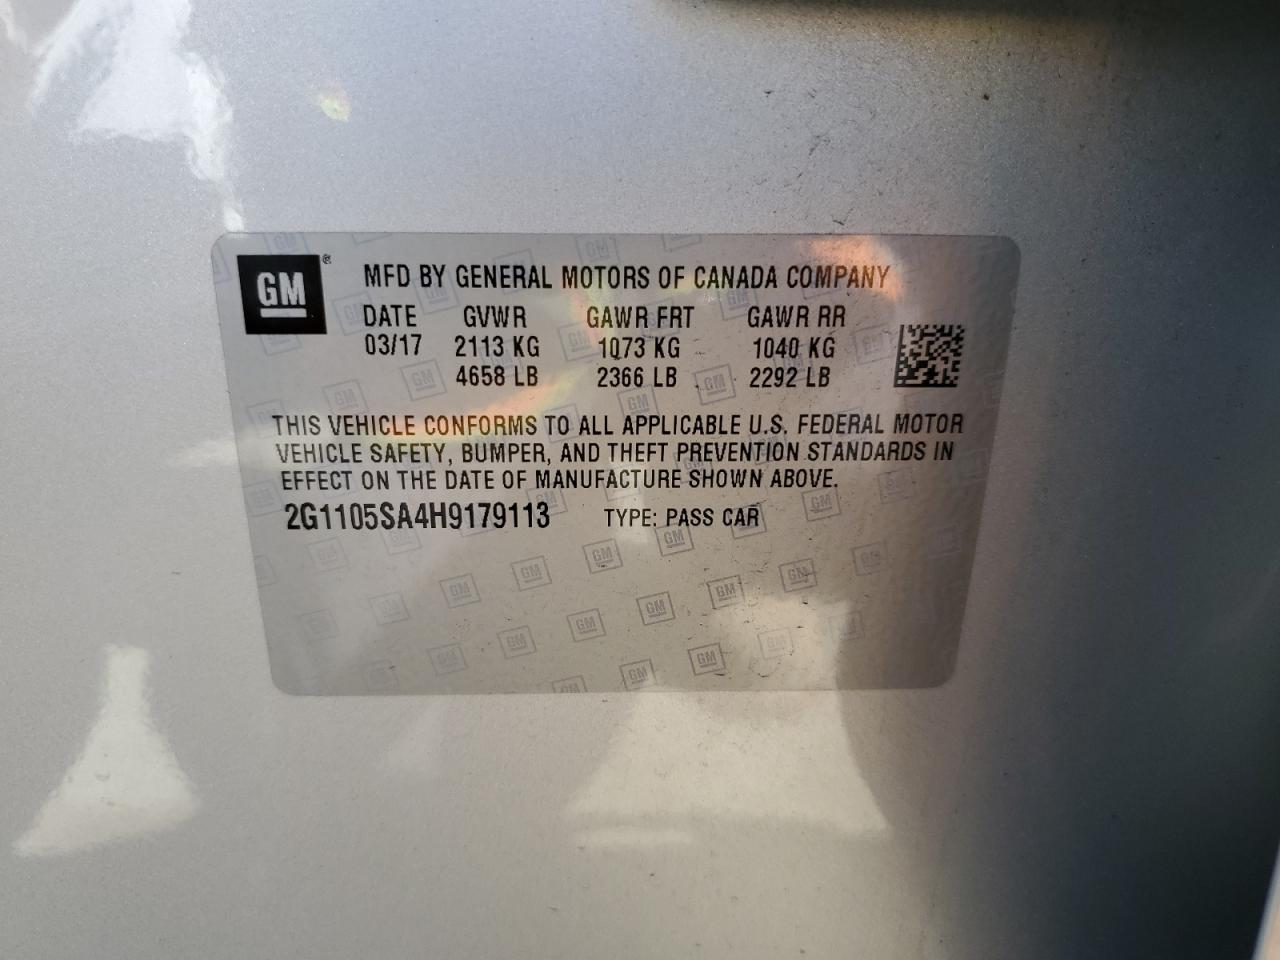 GM®
MFD BY GENERAL MOTORS OF CANADA COMPANY
DATE GVWR GAWR FRT GAWR RR
03/17 2113 KG 1073 KG 1040 KG
4658 LB 2366 LB 2292 LB
THIS VEHICLE CONFORMS TO ALL APPLICABLE U.S. FEDERAL MOTOR
VEHICLE SAFETY, BUMPER, AND THEFT PREVENTION STANDARDS IN
EFFECT ON THE DATE OF MANUFACTURE SHOWN ABOVE.
2G1105SA4H9179113 TYPE: PASS CAR